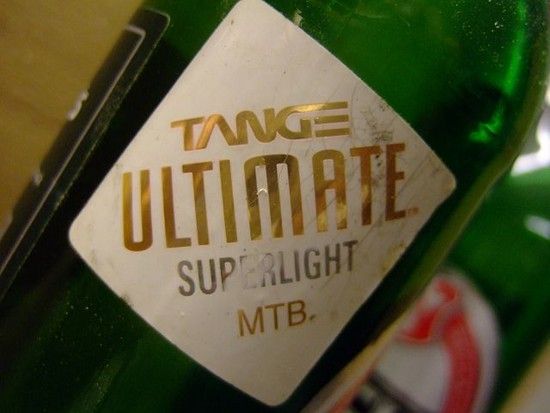 TANGE
ULTIMATE
SUPERLIGHT
MTB.